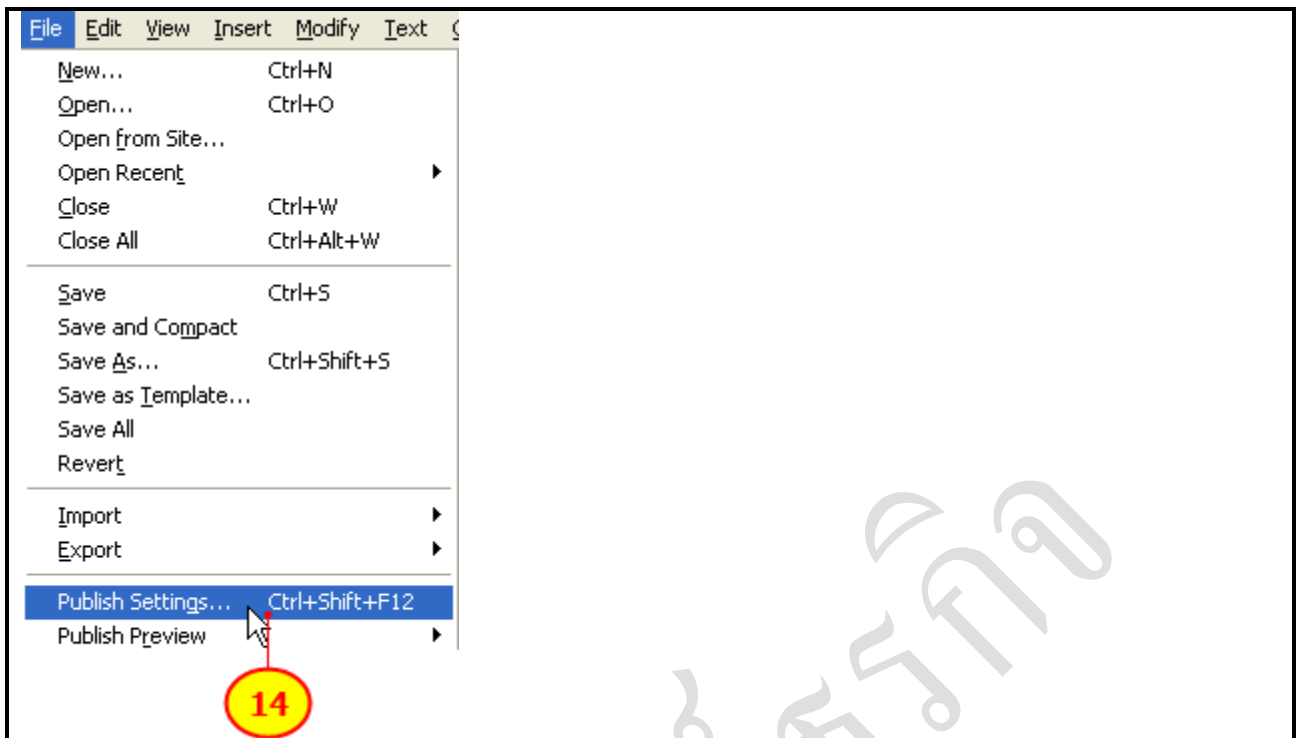 File Edit View Insert Modify Text
New... Ctrl+N
Open... Ctrl+O
Open from Site...
Open Recent
Close Ctrl+W
Close All Ctrl+Alt+W
Save Ctrl+S
Save and Compact
Save As... Ctrl+Shift+S
Save as Template...
Save All
Revert
Import
Export
Publish Settings... Ctrl+Shift+F12
Publish Preview
14